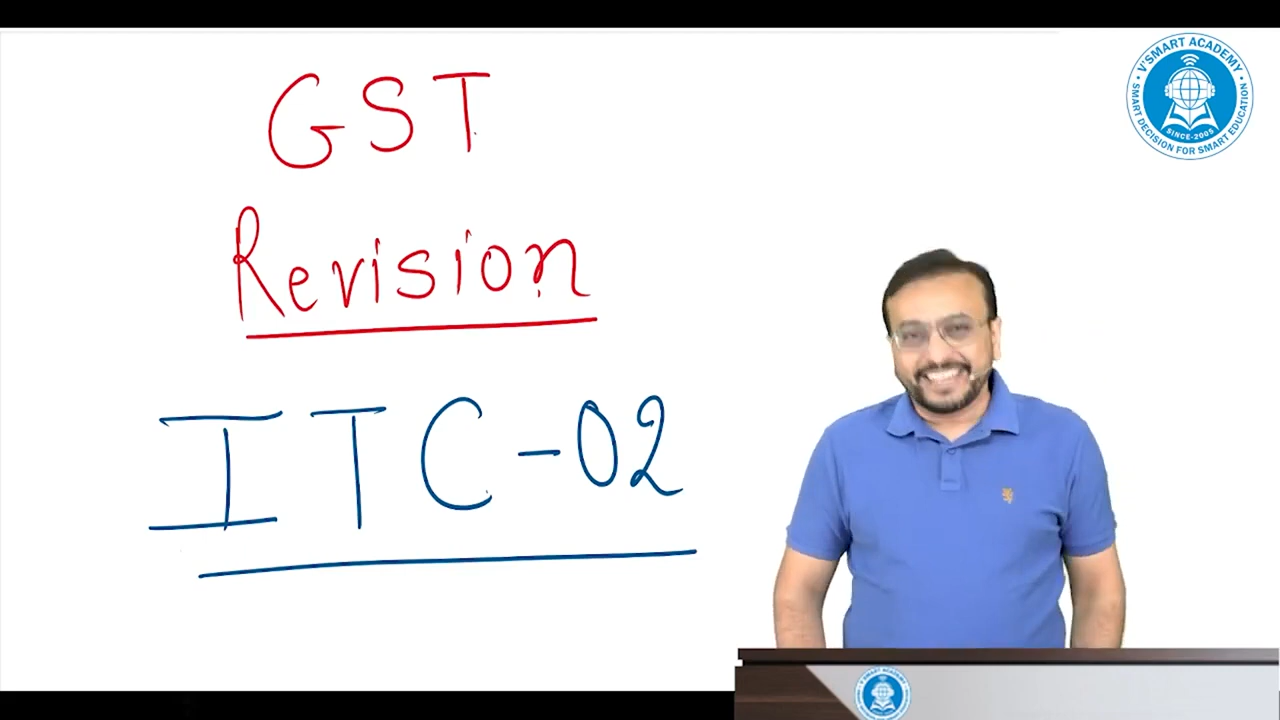 GST
Revision
ITC-02
V'SMART ACADEMY
SINCE-2005
SMART DECISION FOR SMART EDUCATION